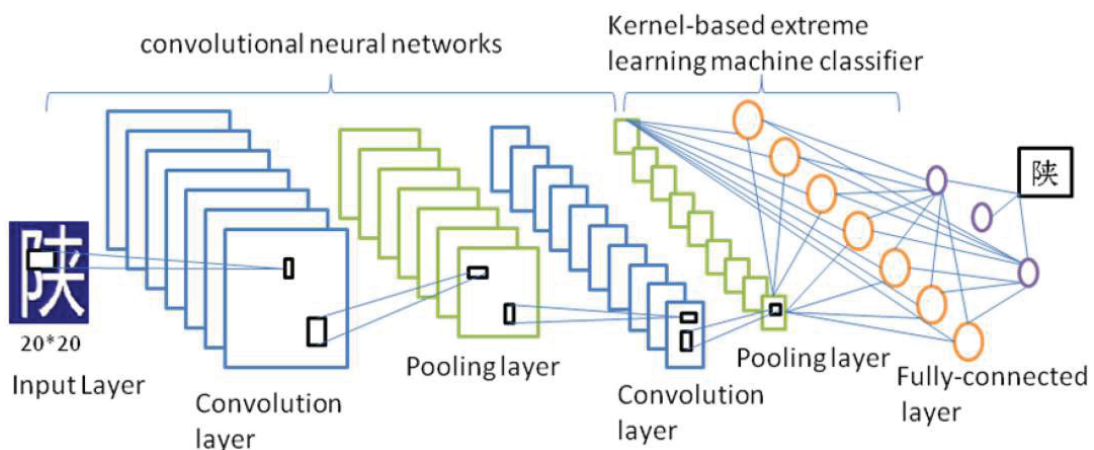 convolutional neural networks
Kernel-based extreme
learning machine classifier
陕
陕
20*20
Input Layer
Convolution
layer
Pooling layer
Convolution
layer
Pooling layer
Fully-connected
layer